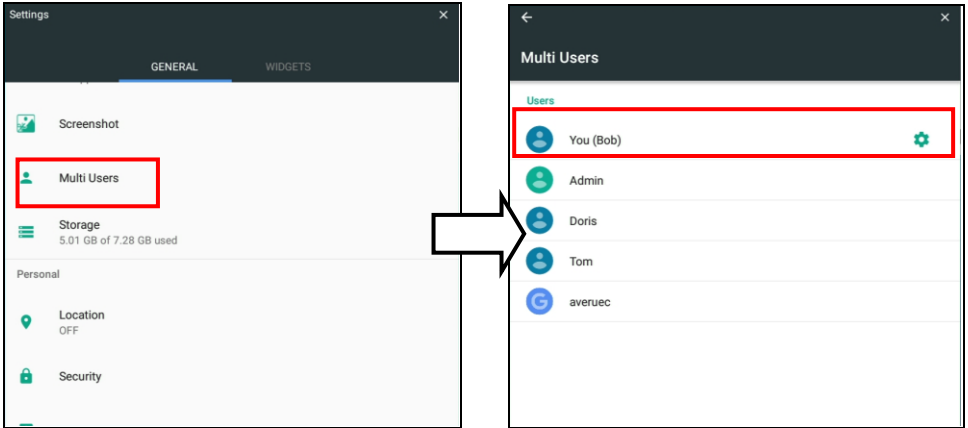 Settings
GENERAL
WIDGETS
Screenshot
Multi Users
Storage
5.01 GB of 7.28 GB used
Personal
Location
OFF
Security
Multi Users
Users
You (Bob)
Admin
Doris
Tom
G averuec